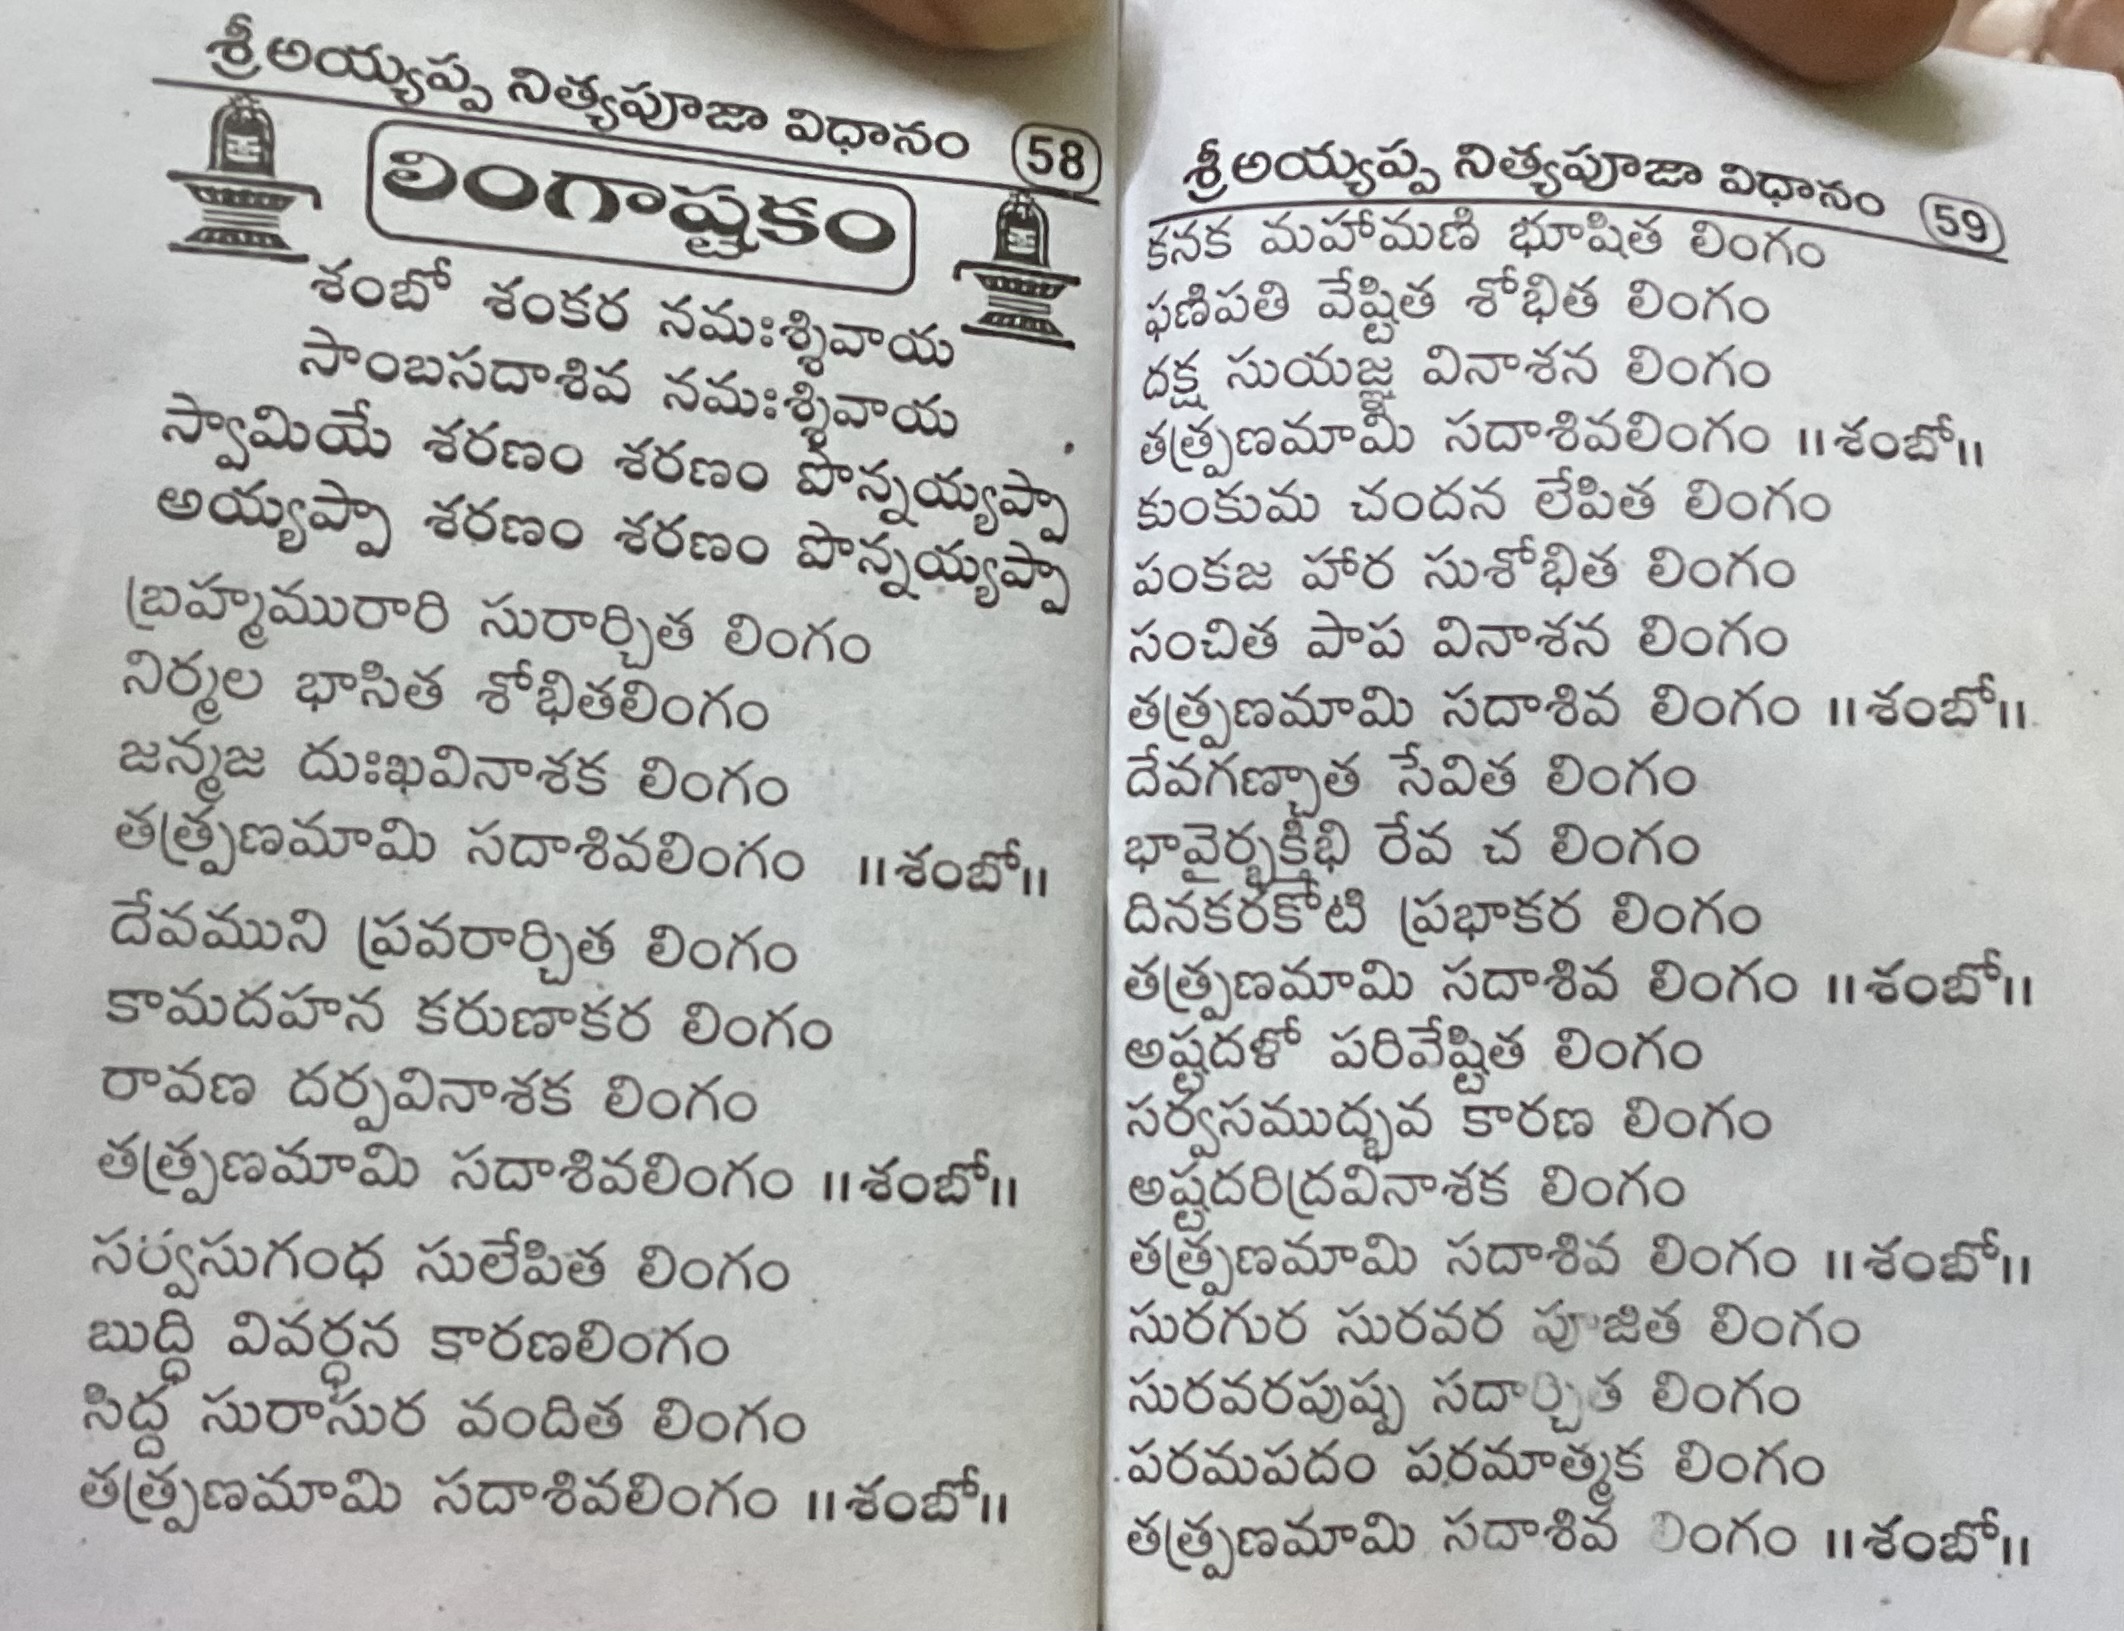 శ్రీ అయ్యప్ప నిత్యపూజా విధానం 58
లింగాష్టకం
శంబో శంకర నమఃశ్శివాయ
సాంబసదాశివ నమఃశ్శివాయ
స్వామియే శరణం శరణం పొన్నయ్యప్పా
అయ్యప్పా శరణం శరణం పొన్నయ్యప్పా
బ్రహ్మమురారి సురార్చిత లింగం
నిర్మల భాసిత శోభితలింగం
జన్మజ దుఃఖవినాశక లింగం
తత్ప్రణమామి సదాశివలింగం ॥శంబో॥
దేవముని ప్రవరార్చిత లింగం
కామదహన కరుణాకర లింగం
రావణ దర్పవినాశక లింగం
తత్ప్రణమామి సదాశివలింగం ॥శంబో॥
సర్వసుగంధ సులేపిత లింగం
బుద్ధి వివర్ధన కారణలింగం
సిద్ధ సురాసుర వందిత లింగం
తత్ప్రణమామి సదాశివలింగం ॥శంబో॥
శ్రీ అయ్యప్ప నిత్యపూజా విధానం 59
కనక మహామణి భూషిత లింగం
ఫణిపతి వేష్టిత శోభిత లింగం
దక్ష సుయజ్ఞ వినాశన లింగం
తత్ప్రణమామి సదాశివలింగం ॥శంబో॥
కుంకుమ చందన లేపిత లింగం
పంకజ హార సుశోభిత లింగం
సంచిత పాప వినాశన లింగం
తత్ప్రణమామి సదాశివ లింగం ॥శంబో॥
దేవగణ్చాత సేవిత లింగం
భావైర్భక్తిభి రేవ చ లింగం
దినకరకోటి ప్రభాకర లింగం
తత్ప్రణమామి సదాశివ లింగం ॥శంబో॥
అష్టదళో పరివేష్టిత లింగం
సర్వసముద్భవ కారణ లింగం
అష్టదరిద్రవినాశక లింగం
తత్ప్రణమామి సదాశివ లింగం ॥శంబో॥
సురగుర సురవర పూజిత లింగం
సురవరపుష్ప సదార్చిత లింగం
పరమపదం పరమాత్మక లింగం
తత్ప్రణమామి సదాశివ లింగం ॥శంబో॥